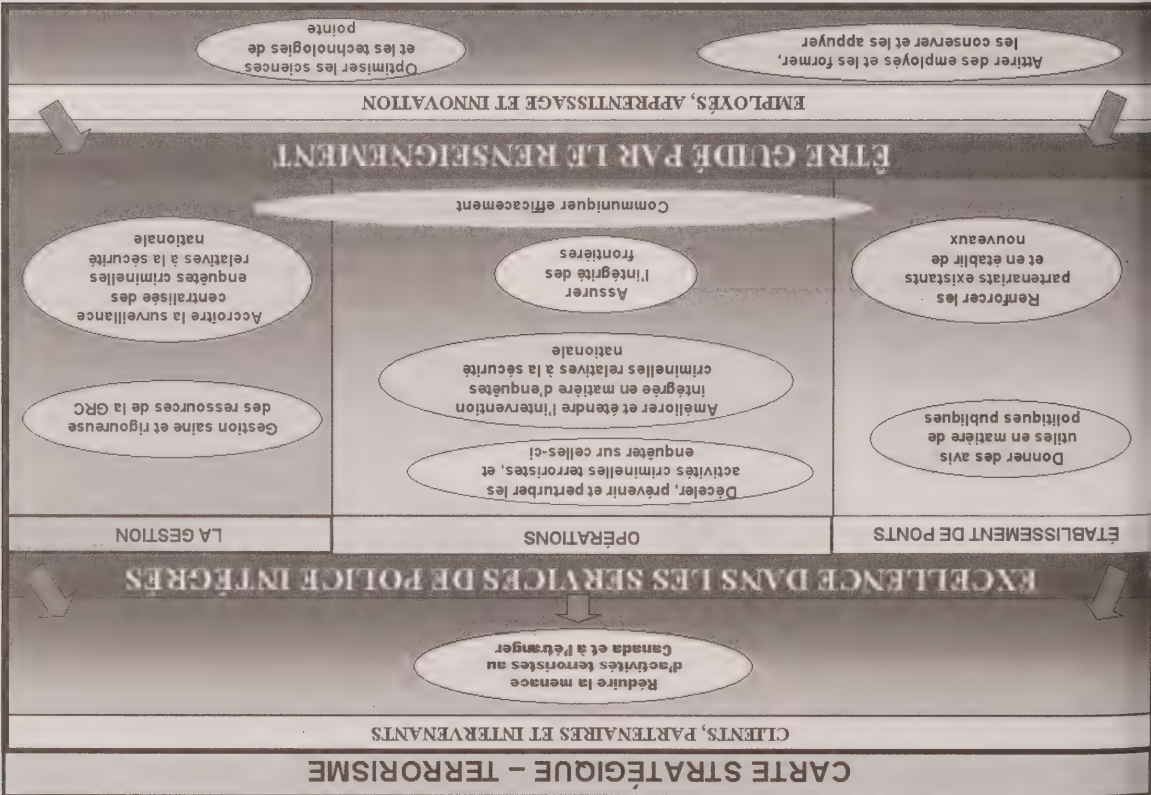 CARTE STRATÉGIQUE – TERRORISME
CLIENTS, PARTENAIRES ET INTERVENANTS
Réduire la menace
d'activités terroristes au
Canada et à l'étranger
EXCELLENCE DANS LES SERVICES DE POLICE INTÉGRÉS
LA GESTION
Gestion saine et rigoureuse
des ressources de la GRC
Accroître la surveillance
centralisée des
enquêtes criminelles
relatives à la sécurité
nationale
OPÉRATIONS
Déceler, prévenir et perturber les
activités criminelles terroristes, et
enquêter sur celles-ci
Améliorer et étendre l'intervention
intégrée en matière d'enquêtes
criminelles relatives à la sécurité
nationale
Assurer
l'intégrité des
frontières
ÉTABLISSEMENT DE PONTS
Donner des avis
utiles en matière de
politiques publiques
Renforcer les
partenariats existants
et en établir de
nouveaux
Communiquer efficacement
ÊTRE GUIDÉ PAR LE RENSEIGNEMENT
EMPLOYÉS, APPRENTISSAGE ET INNOVATION
Optimiser les sciences
et les technologies de
pointe
Attirer des employés et les former,
les conserver et les appuyer